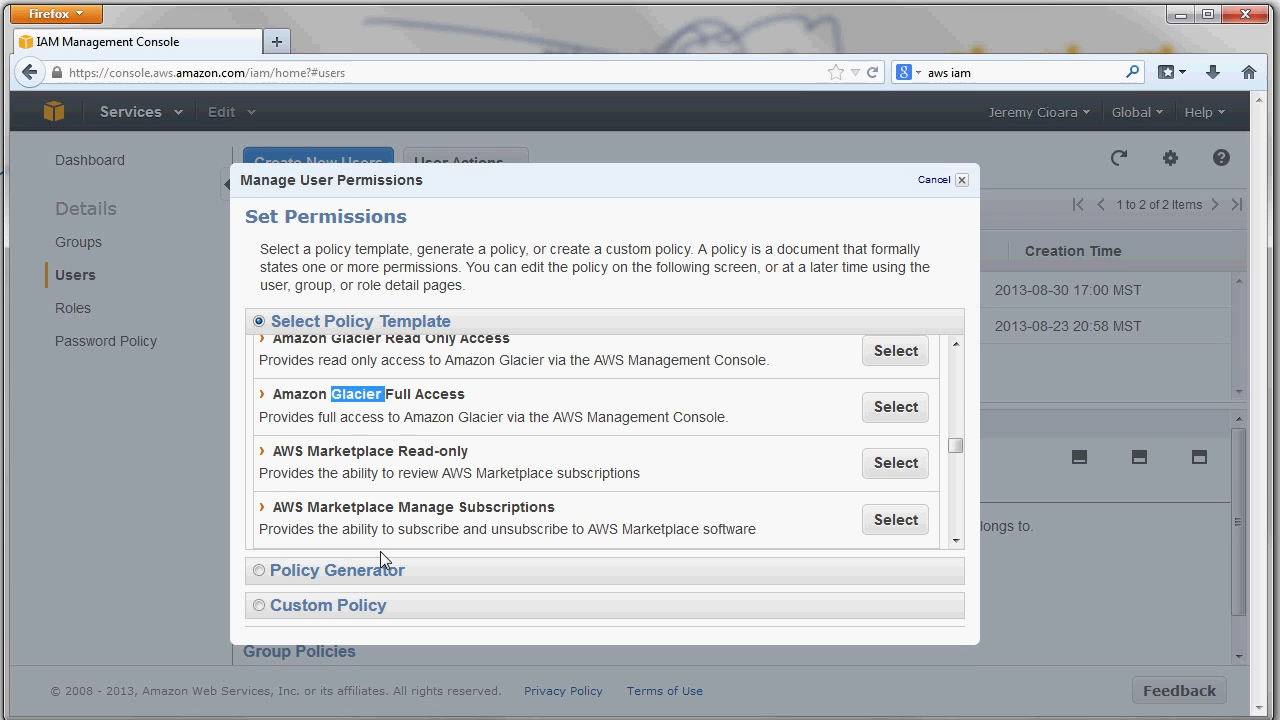 Firefox
IAM Management Console
https://console.aws.amazon.com/iam/home?#users
aws iam
Services Edit Jeremy Cioara Global Help
Dashboard
Details
Groups
Users
Roles
Password Policy
Create New Users User Actions
1 to 2 of 2 Items
Creation Time
2013-08-30 17:00 MST
2013-08-23 20:58 MST
longs to.
Manage User Permissions Cancel
Set Permissions
Select a policy template, generate a policy, or create a custom policy. A policy is a document that formally
states one or more permissions. You can edit the policy on the following screen, or at a later time using the
user, group, or role detail pages.
Select Policy Template
Amazon Glacier Read Only Access
Provides read only access to Amazon Glacier via the AWS Management Console.
Select
Amazon Glacier Full Access
Provides full access to Amazon Glacier via the AWS Management Console.
Select
AWS Marketplace Read-only
Provides the ability to review AWS Marketplace subscriptions
Select
AWS Marketplace Manage Subscriptions
Provides the ability to subscribe and unsubscribe to AWS Marketplace software
Select
Policy Generator
Custom Policy
Group Policies
© 2008 - 2013, Amazon Web Services, Inc. or its affiliates. All rights reserved. Privacy Policy Terms of Use
Feedback